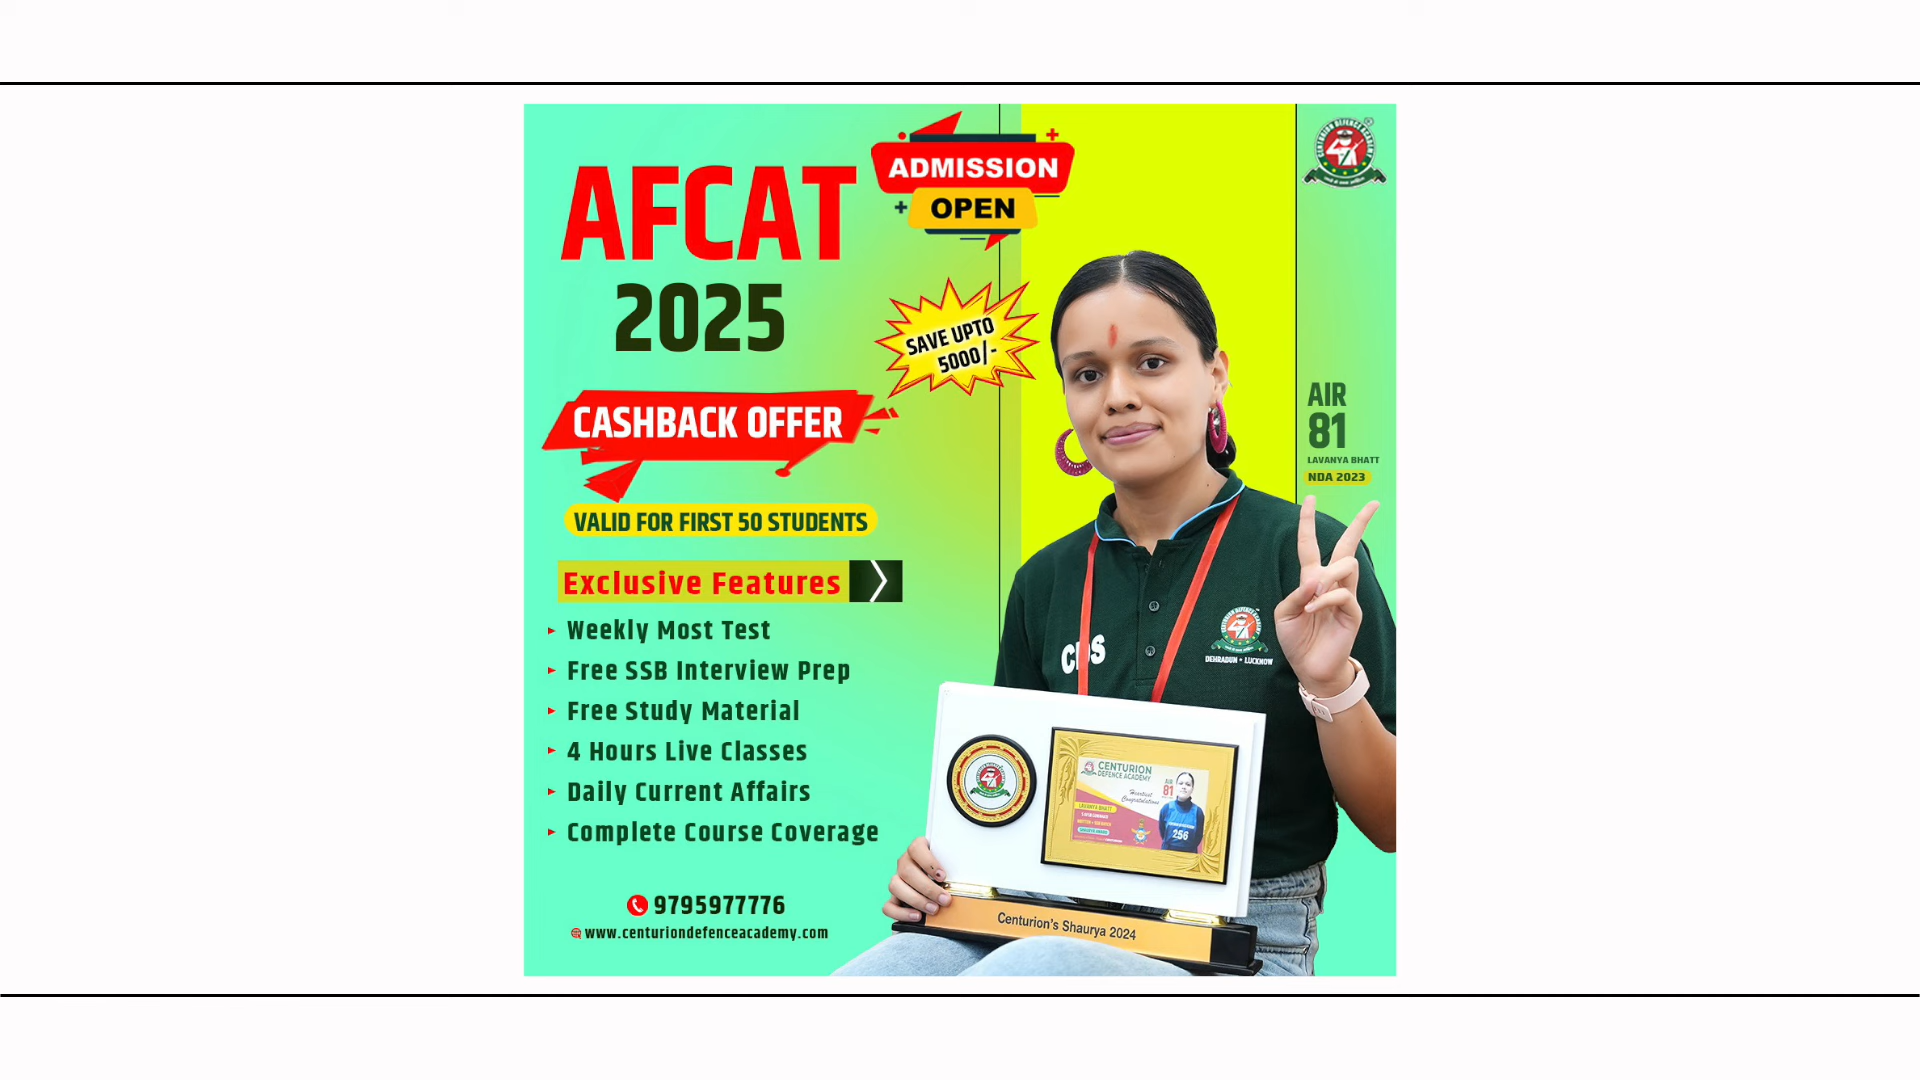 AFCAT
2025
ADMISSION
OPEN
SAVE UPTO
5000/-
CASHBACK OFFER
VALID FOR FIRST 50 STUDENTS
Exclusive Features
Weekly Most Test
Free SSB Interview Prep
Free Study Material
4 Hours Live Classes
Daily Current Affairs
Complete Course Coverage
9795977776
www.centuriondefenceacademy.com
CENTURION DEFENCE ACADEMY
AIR
81
LAVANYA BHATT
NDA 2023
CDS
DEHRADUN - LUCKNOW
CENTURION
DEFENCE ACADEMY
AIR
81
Heartiest
Congratulations
LAVANYA BHATT
256
Centurion's Shaurya 2024